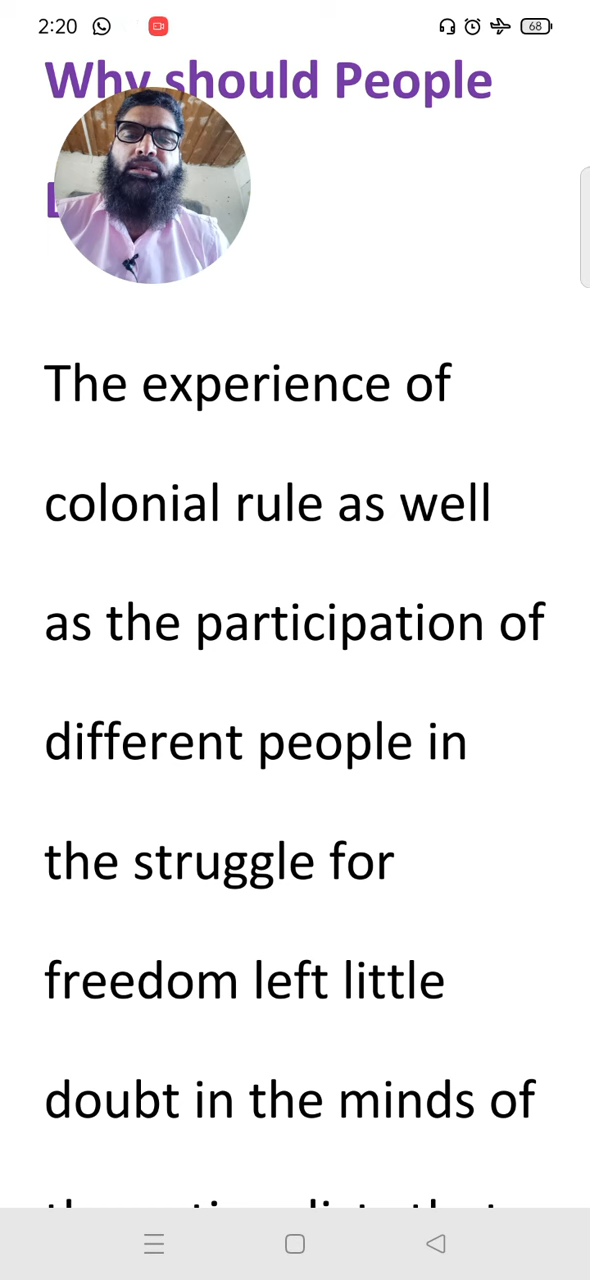 2:20
68
Why should People
The experience of
colonial rule as well
as the participation of
different people in
the struggle for
freedom left little
doubt in the minds of